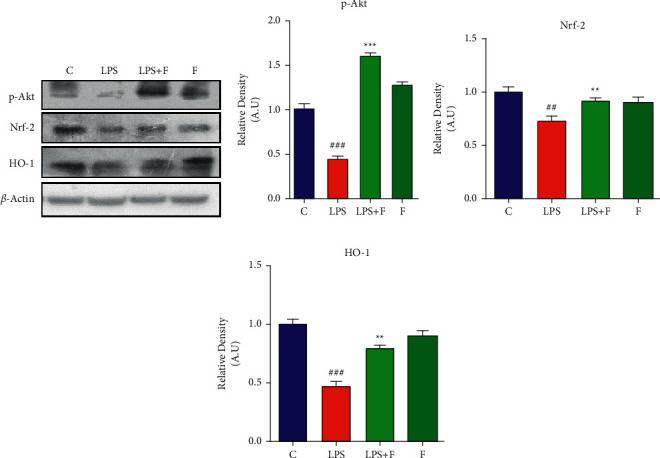 C LPS LPS+F F
p-Akt
Nrf-2
HO-1
β-Actin
p-Akt
Relative Density
(A.U)
2.0
1.5
1.0
0.5
0.0
###
***
C LPS LPS+F F
Nrf-2
Relative Density
(A.U)
1.5
1.0
0.5
0.0
##
**
C LPS LPS+F F
HO-1
Relative Density
(A.U)
1.5
1.0
0.5
0.0
###
**
C LPS LPS+F F